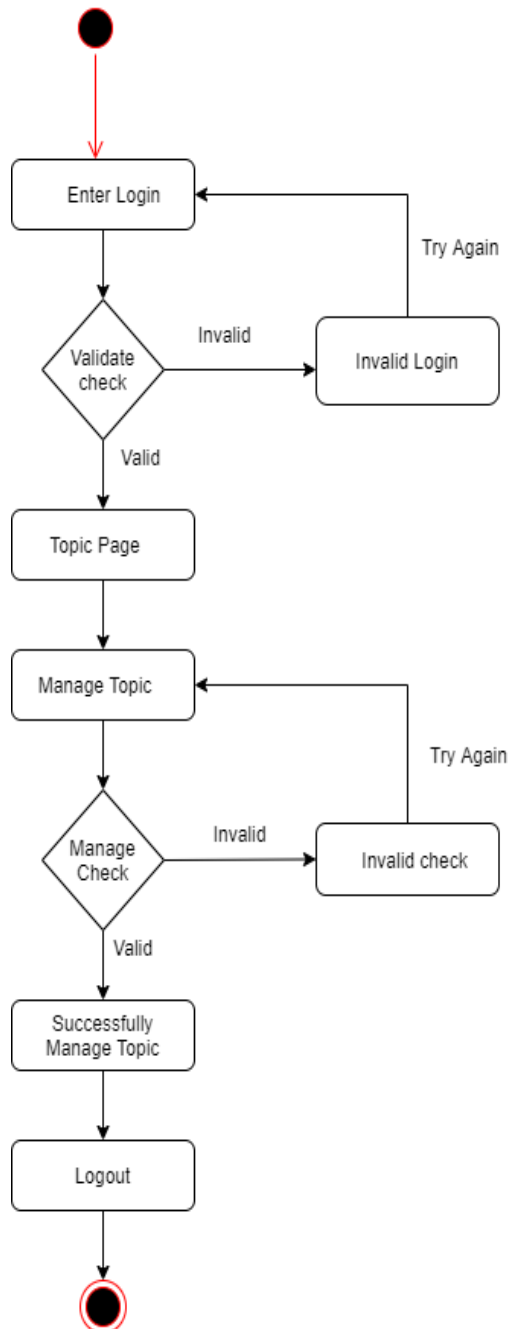 Enter Login
Try Again
Invalid
Validate
check
Invalid Login
Valid
Topic Page
Manage Topic
Try Again
Invalid
Manage
Check
Invalid check
Valid
Successfully
Manage Topic
Logout